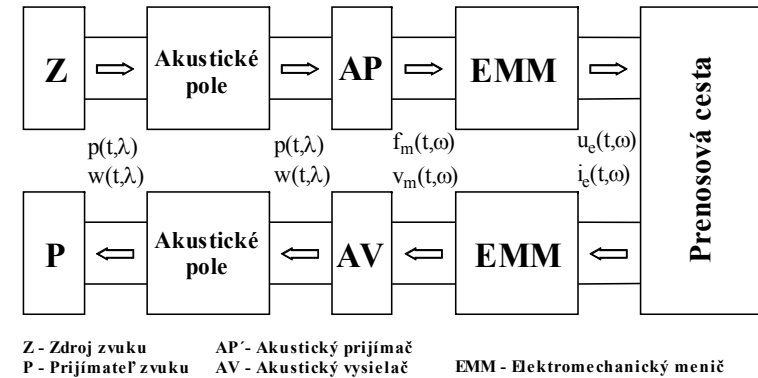 Z
Akustické
pole
AP
EMM
Prenosová cesta
p(t,λ)
w(t,λ)
p(t,λ)
w(t,λ)
f_m(t,ω)
v_m(t,ω)
u_e(t,ω)
i_e(t,ω)
P
Akustické
pole
AV
EMM
Z - Zdroj zvuku
AP´- Akustický prijímač
P - Prijímateľ zvuku
AV - Akustický vysielač
EMM - Elektromechanický menič